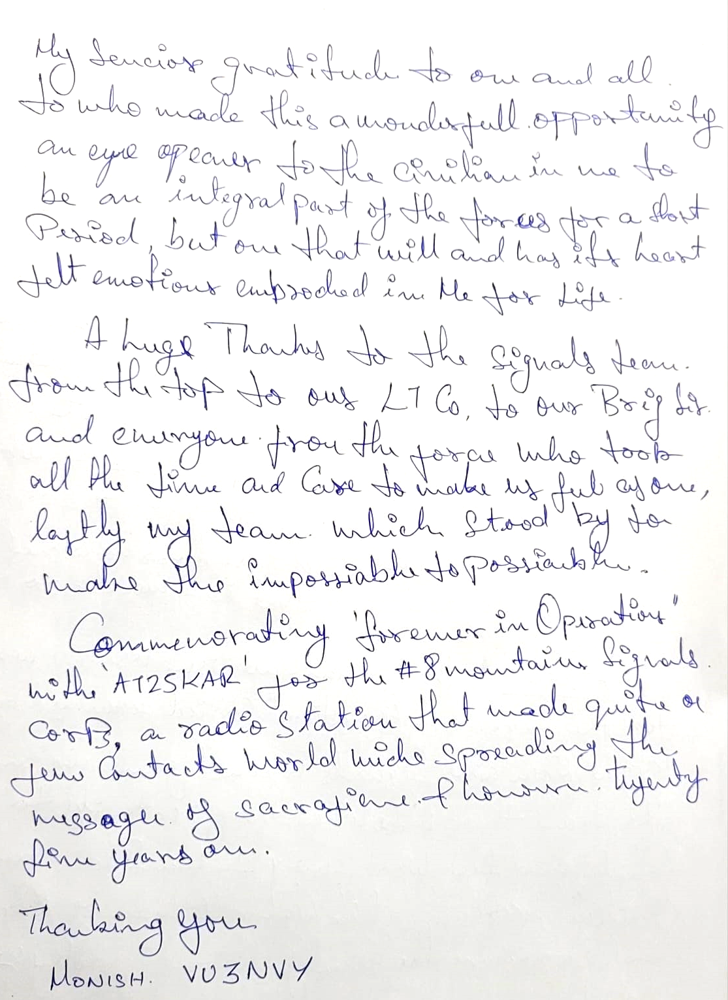 My Sencior gratitude to one and all.
to who made this a wonderfull opportunity
an eyre opeaner to the Civilian in me to
be an integral part of the forces for a short
Period, but one that will and has its heart
felt emotions embroched in Me for Life.
A huge Thanks to the Signals team.
from the top to our LT Co, to our Brig Sir.
and everyone from the force who took
all the time and Care to make us feel as one,
lastly my team which stood by to
make the impossiable to possiable.
Commemorating 'forever in Operation"
with 'AT25KAR' for the #8 mountain Signals.
CorPs, a radio Station that made quite a
few Contacts World wide spreading the
message of sacrafice & honour. twenty
five years on.
Thanking you
MONISH. VU3NVY